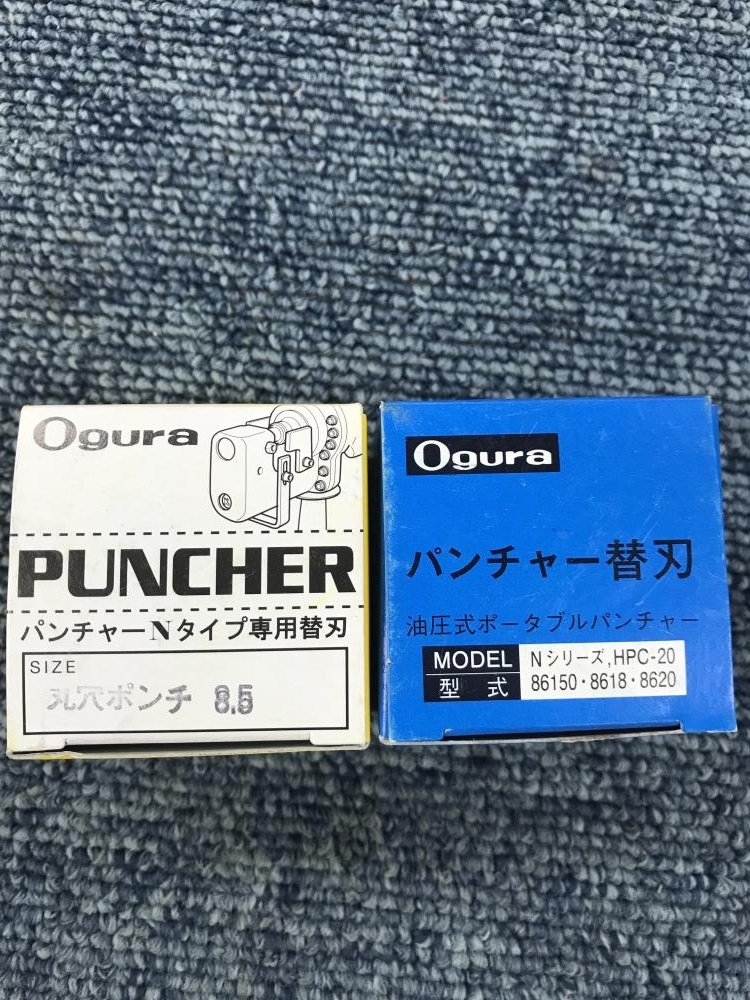 Ogura
PUNCHER
パンチャーNタイプ専用替刃
SIZE
丸穴ポンチ 8.5
Ogura
パンチャー替刃
油圧式ポータブルパンチャー
MODEL Nシリーズ,HPC-20
型式 86150・8618・8620